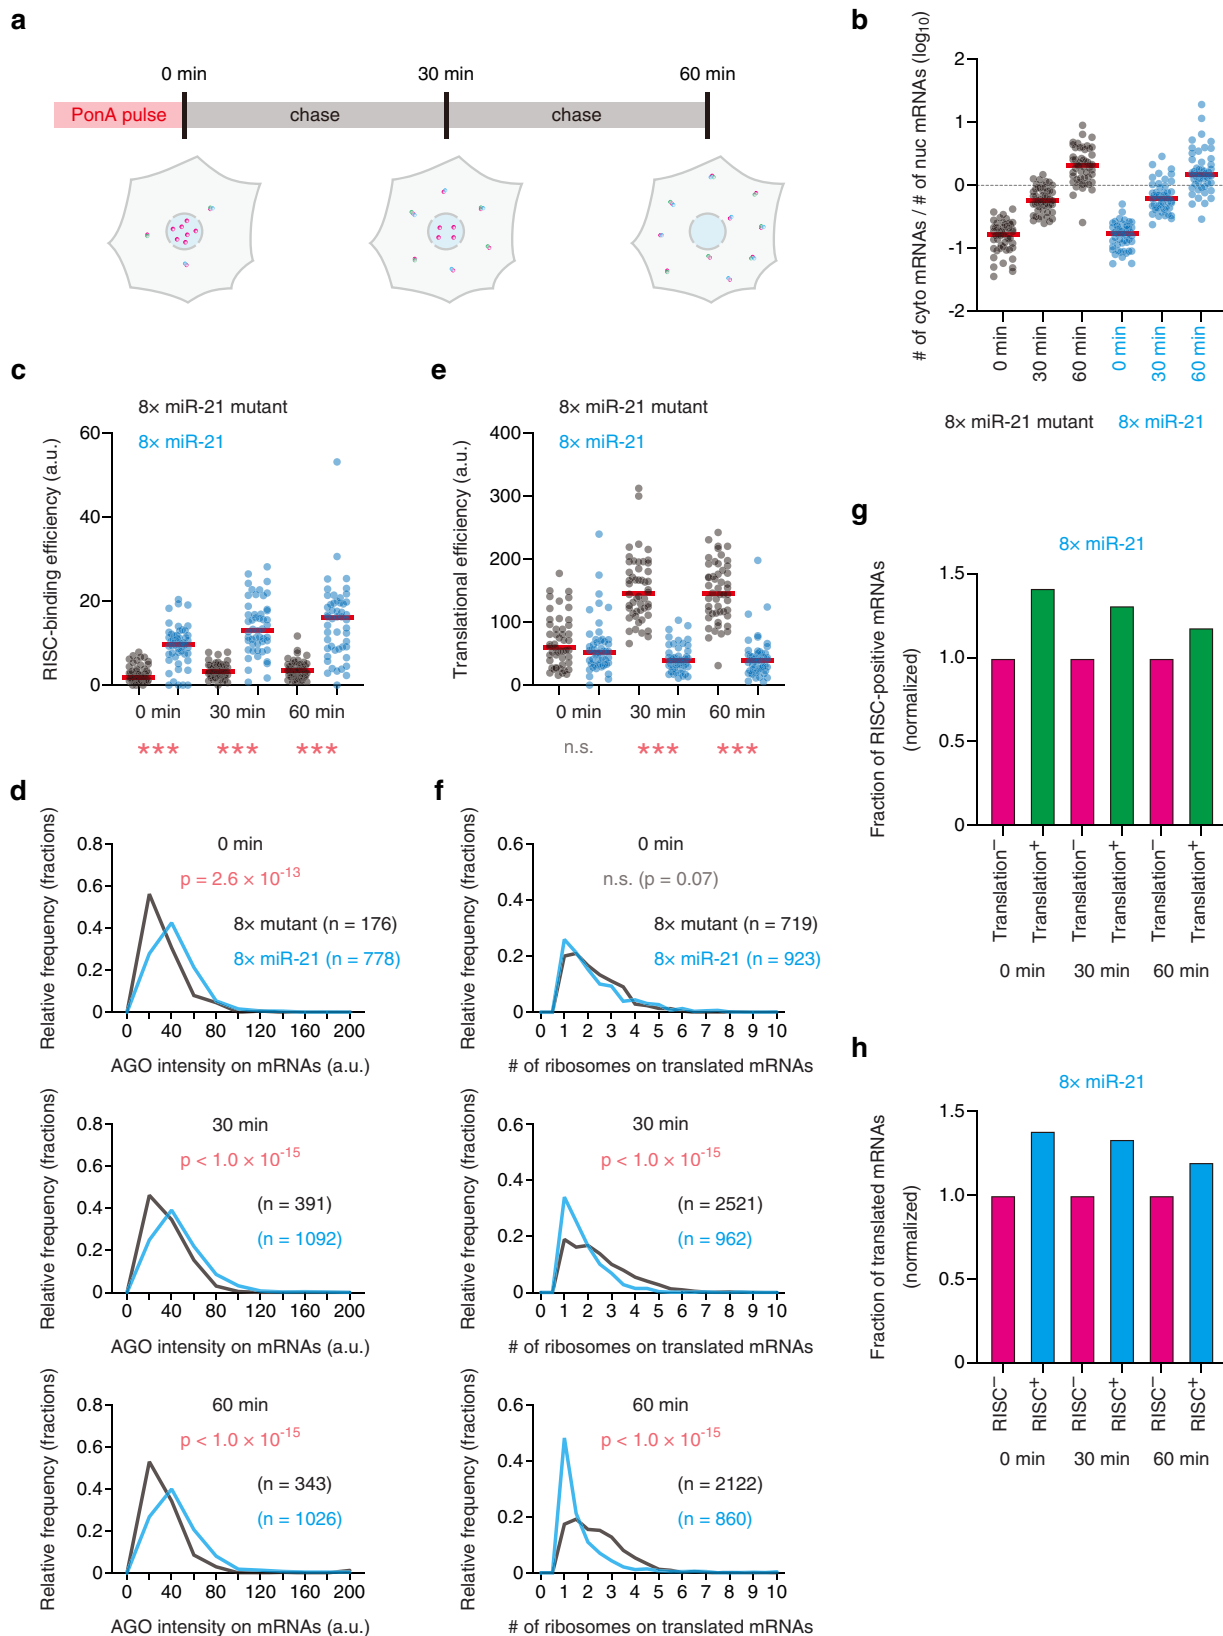 a
0 min
30 min
60 min
PonA pulse
chase
chase
b
# of cyto mRNAs / # of nuc mRNAs (log10)
2
1
0
-1
-2
0 min
30 min
60 min
0 min
30 min
60 min
8× miR-21 mutant
8× miR-21
c
8× miR-21 mutant
8× miR-21
RISC-binding efficiency (a.u.)
60
40
20
0
0 min
30 min
60 min
***
***
***
e
8× miR-21 mutant
8× miR-21
Translational efficiency (a.u.)
400
300
200
100
0
0 min
30 min
60 min
n.s.
***
***
d
Relative frequency (fractions)
0.8
0.6
0.4
0.2
0
0 min
p = 2.6 × 10⁻¹³
8× mutant (n = 176)
8× miR-21 (n = 778)
0
40
80
120
160
200
AGO intensity on mRNAs (a.u.)
Relative frequency (fractions)
0.8
0.6
0.4
0.2
0
30 min
p < 1.0 × 10⁻¹⁵
(n = 391)
(n = 1092)
0
40
80
120
160
200
AGO intensity on mRNAs (a.u.)
Relative frequency (fractions)
0.8
0.6
0.4
0.2
0
60 min
p < 1.0 × 10⁻¹⁵
(n = 343)
(n = 1026)
0
40
80
120
160
200
AGO intensity on mRNAs (a.u.)
f
Relative frequency (fractions)
0.6
0.4
0.2
0
0 min
n.s. (p = 0.07)
8× mutant (n = 719)
8× miR-21 (n = 923)
0
1
2
3
4
5
6
7
8
9
10
# of ribosomes on translated mRNAs
Relative frequency (fractions)
0.6
0.4
0.2
0
30 min
p < 1.0 × 10⁻¹⁵
(n = 2521)
(n = 962)
0
1
2
3
4
5
6
7
8
9
10
# of ribosomes on translated mRNAs
Relative frequency (fractions)
0.6
0.4
0.2
0
60 min
p < 1.0 × 10⁻¹⁵
(n = 2122)
(n = 860)
0
1
2
3
4
5
6
7
8
9
10
# of ribosomes on translated mRNAs
g
8× miR-21
Fraction of RISC-positive mRNAs
(normalized)
1.5
1.0
0.5
0
Translation⁻
Translation⁺
Translation⁻
Translation⁺
Translation⁻
Translation⁺
0 min
30 min
60 min
h
8× miR-21
Fraction of translated mRNAs
(normalized)
1.5
1.0
0.5
0
RISC⁻
RISC⁺
RISC⁻
RISC⁺
RISC⁻
RISC⁺
0 min
30 min
60 min